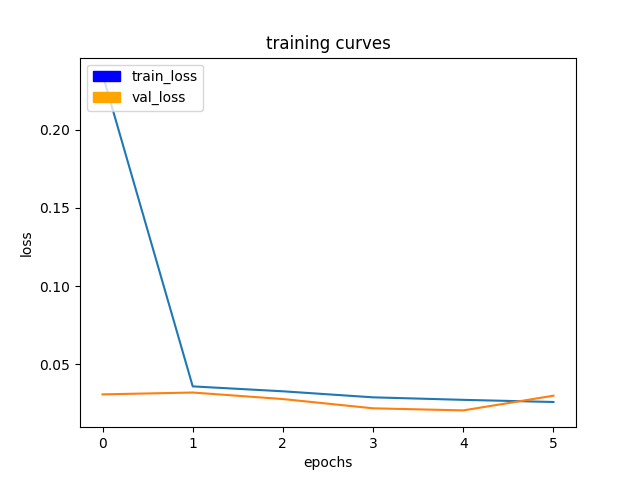 training curves
train_loss
val_loss
0.20
0.15
0.10
0.05
loss
0 1 2 3 4 5
epochs